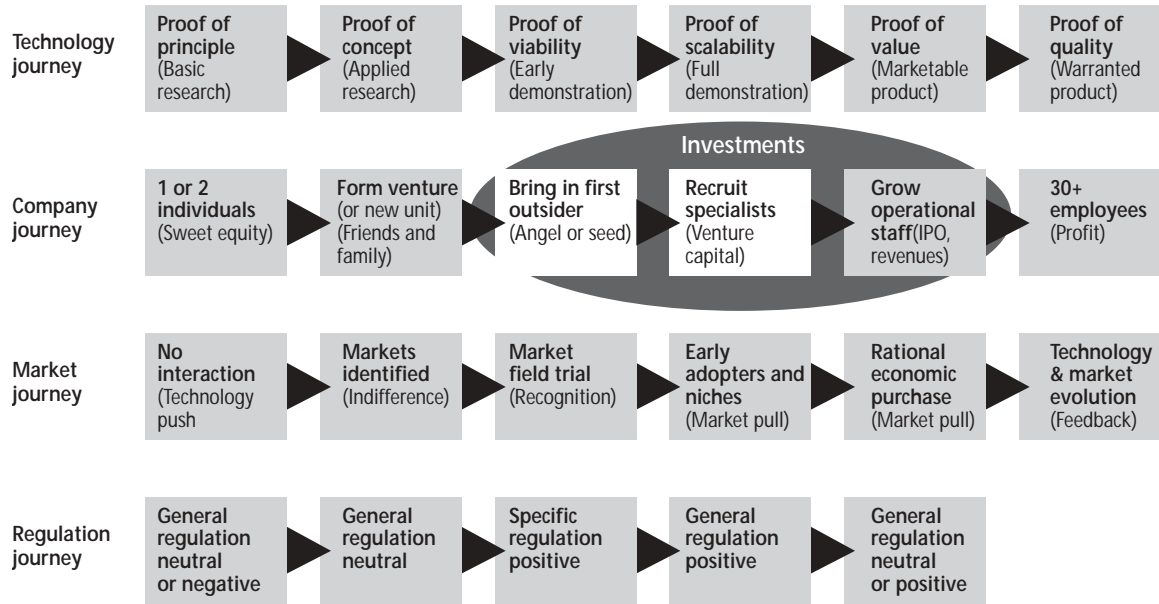 Technology
journey
Proof of
principle
(Basic
research)
Proof of
concept
(Applied
research)
Proof of
viability
(Early
demonstration)
Proof of
scalability
(Full
demonstration)
Proof of
value
(Marketable
product)
Proof of
quality
(Warranted
product)
Investments
Company
journey
1 or 2
individuals
(Sweet equity)
Form venture
(or new unit)
(Friends and
family)
Bring in first
outsider
(Angel or seed)
Recruit
specialists
(Venture
capital)
Grow
operational
staff(IPO,
revenues)
30+
employees
(Profit)
Market
journey
No
interaction
(Technology
push
Markets
identified
(Indifference)
Market
field trial
(Recognition)
Early
adopters and
niches
(Market pull)
Rational
economic
purchase
(Market pull)
Technology
& market
evolution
(Feedback)
Regulation
journey
General
regulation
neutral
or negative
General
regulation
neutral
Specific
regulation
positive
General
regulation
positive
General
regulation
neutral
or positive